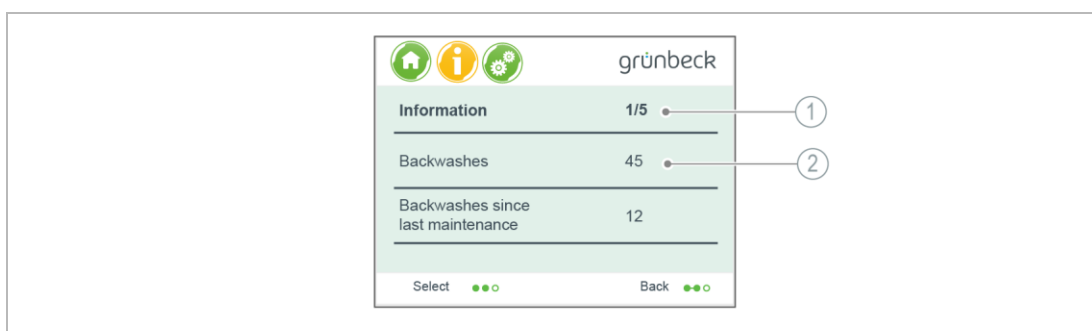 grünbeck
Information 1/5
1
Backwashes 45
2
Backwashes since
last maintenance 12
Select Back